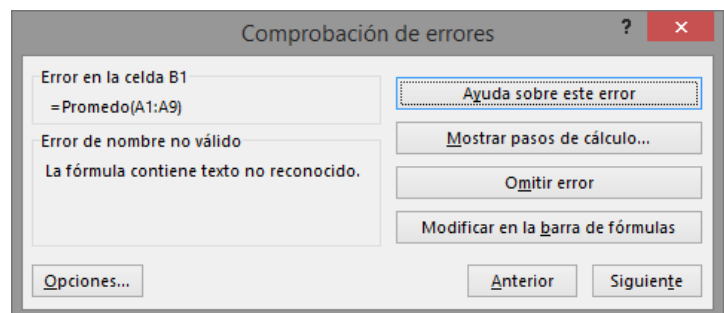 Comprobación de errores
?
Error en la celda B1
=Promedo(A1:A9)
Error de nombre no válido
La fórmula contiene texto no reconocido.
Ayuda sobre este error
Mostrar pasos de cálculo...
Omitir error
Modificar en la barra de fórmulas
Opciones...
Anterior
Siguiente